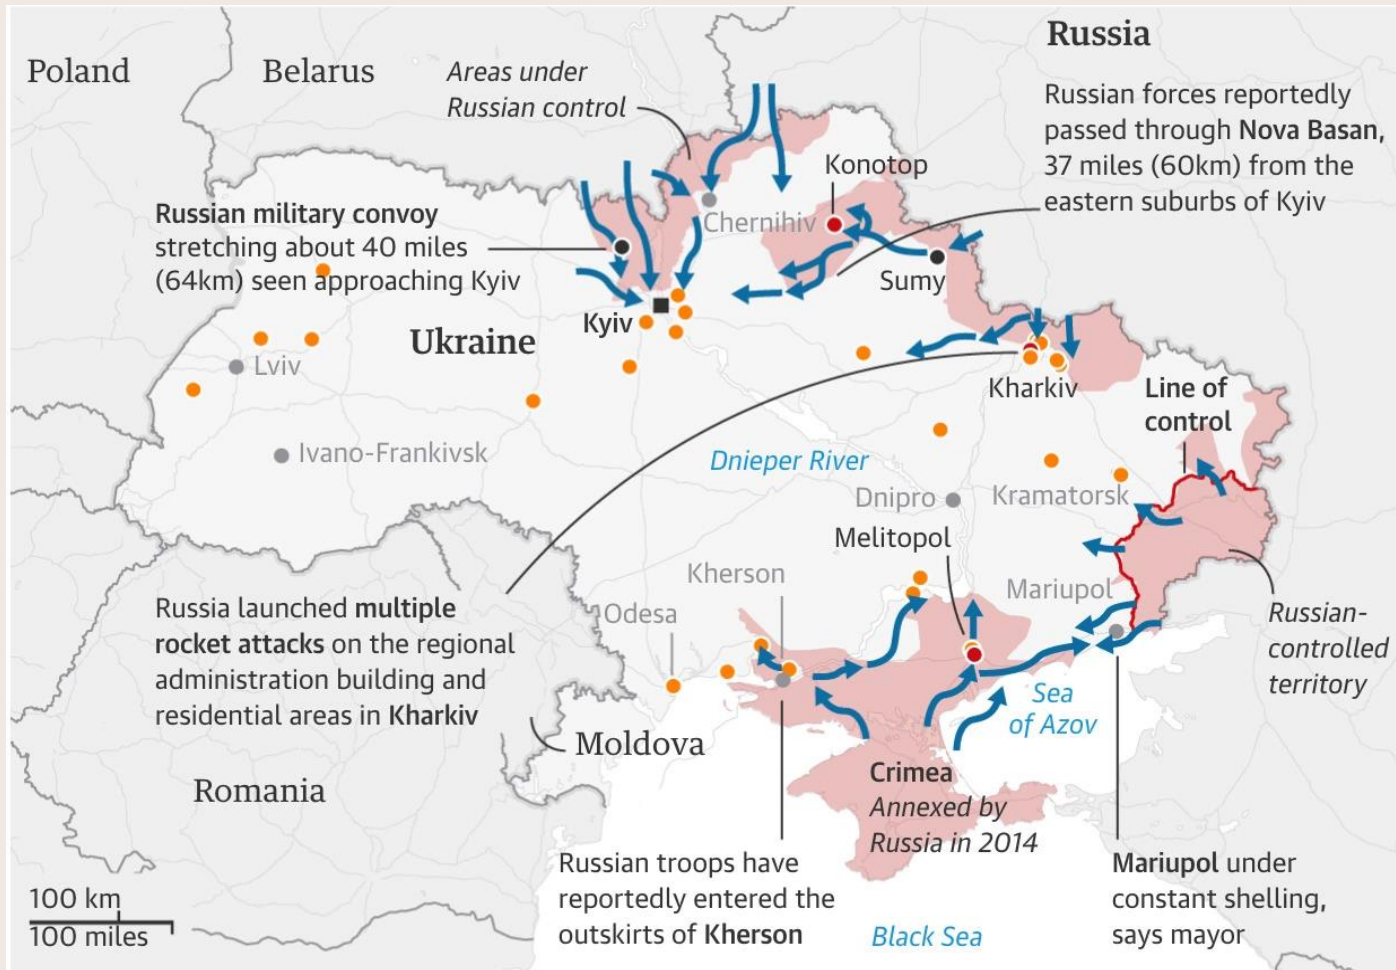 Poland
Belarus
Areas under
Russian control
Russia
Russian forces reportedly
passed through Nova Basan,
37 miles (60km) from the
eastern suburbs of Kyiv
Konotop
Chernihiv
Russian military convoy
stretching about 40 miles
(64km) seen approaching Kyiv
Sumy
Kyiv
Ukraine
Lviv
Kharkiv
Line of
control
Ivano-Frankivsk
Dnieper River
Dnipro
Kramatorsk
Melitopol
Kherson
Mariupol
Odesa
Russia launched multiple
rocket attacks on the regional
administration building and
residential areas in Kharkiv
Russian-
controlled
territory
Sea
of Azov
Moldova
Romania
Crimea
Annexed by
Russia in 2014
Russian troops have
reportedly entered the
outskirts of Kherson
Mariupol under
constant shelling,
says mayor
100 km
100 miles
Black Sea